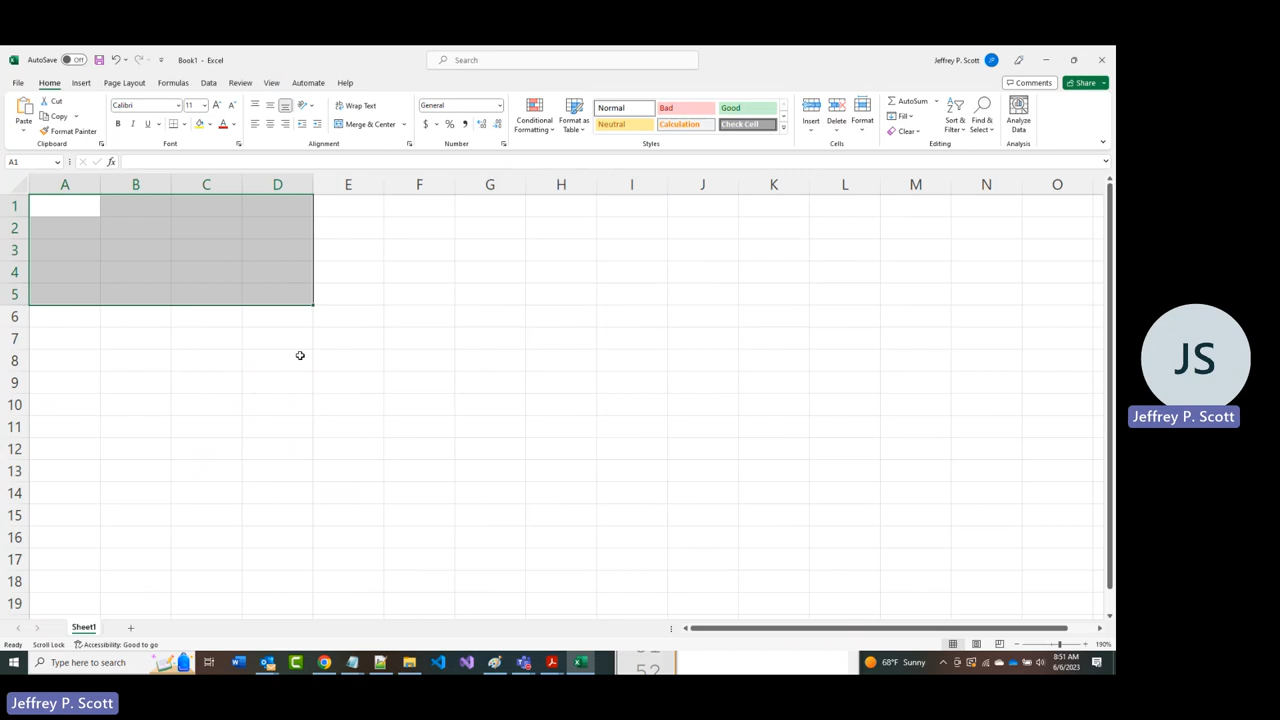 AutoSave Off Book1 - Excel Search Jeffrey P. Scott JP
File Home Insert Page Layout Formulas Data Review View Automate Help Comments Share
Cut Calibri 11 A^ A˅ Wrap Text General Normal Bad Good AutoSum
Paste Copy Conditional Formatting Format as Table Insert Delete Format Fill Sort & Filter Find & Select Analyze Data
Format Painter B I U A Merge & Center $ % 9 Neutral Calculation Check Cell Clear
Clipboard Font Alignment Number Styles Cells Editing Analysis
A1 fx
A B C D E F G H I J K L M N O
1
2
3
4
5
6
7
8
9
10
11
12
13
14
15
16
17
18
19
JS
Jeffrey P. Scott
Sheet1
Ready Scroll Lock Accessibility: Good to go 190%
Type here to search 52 68°F Sunny 8:51 AM
6/6/2023
Jeffrey P. Scott